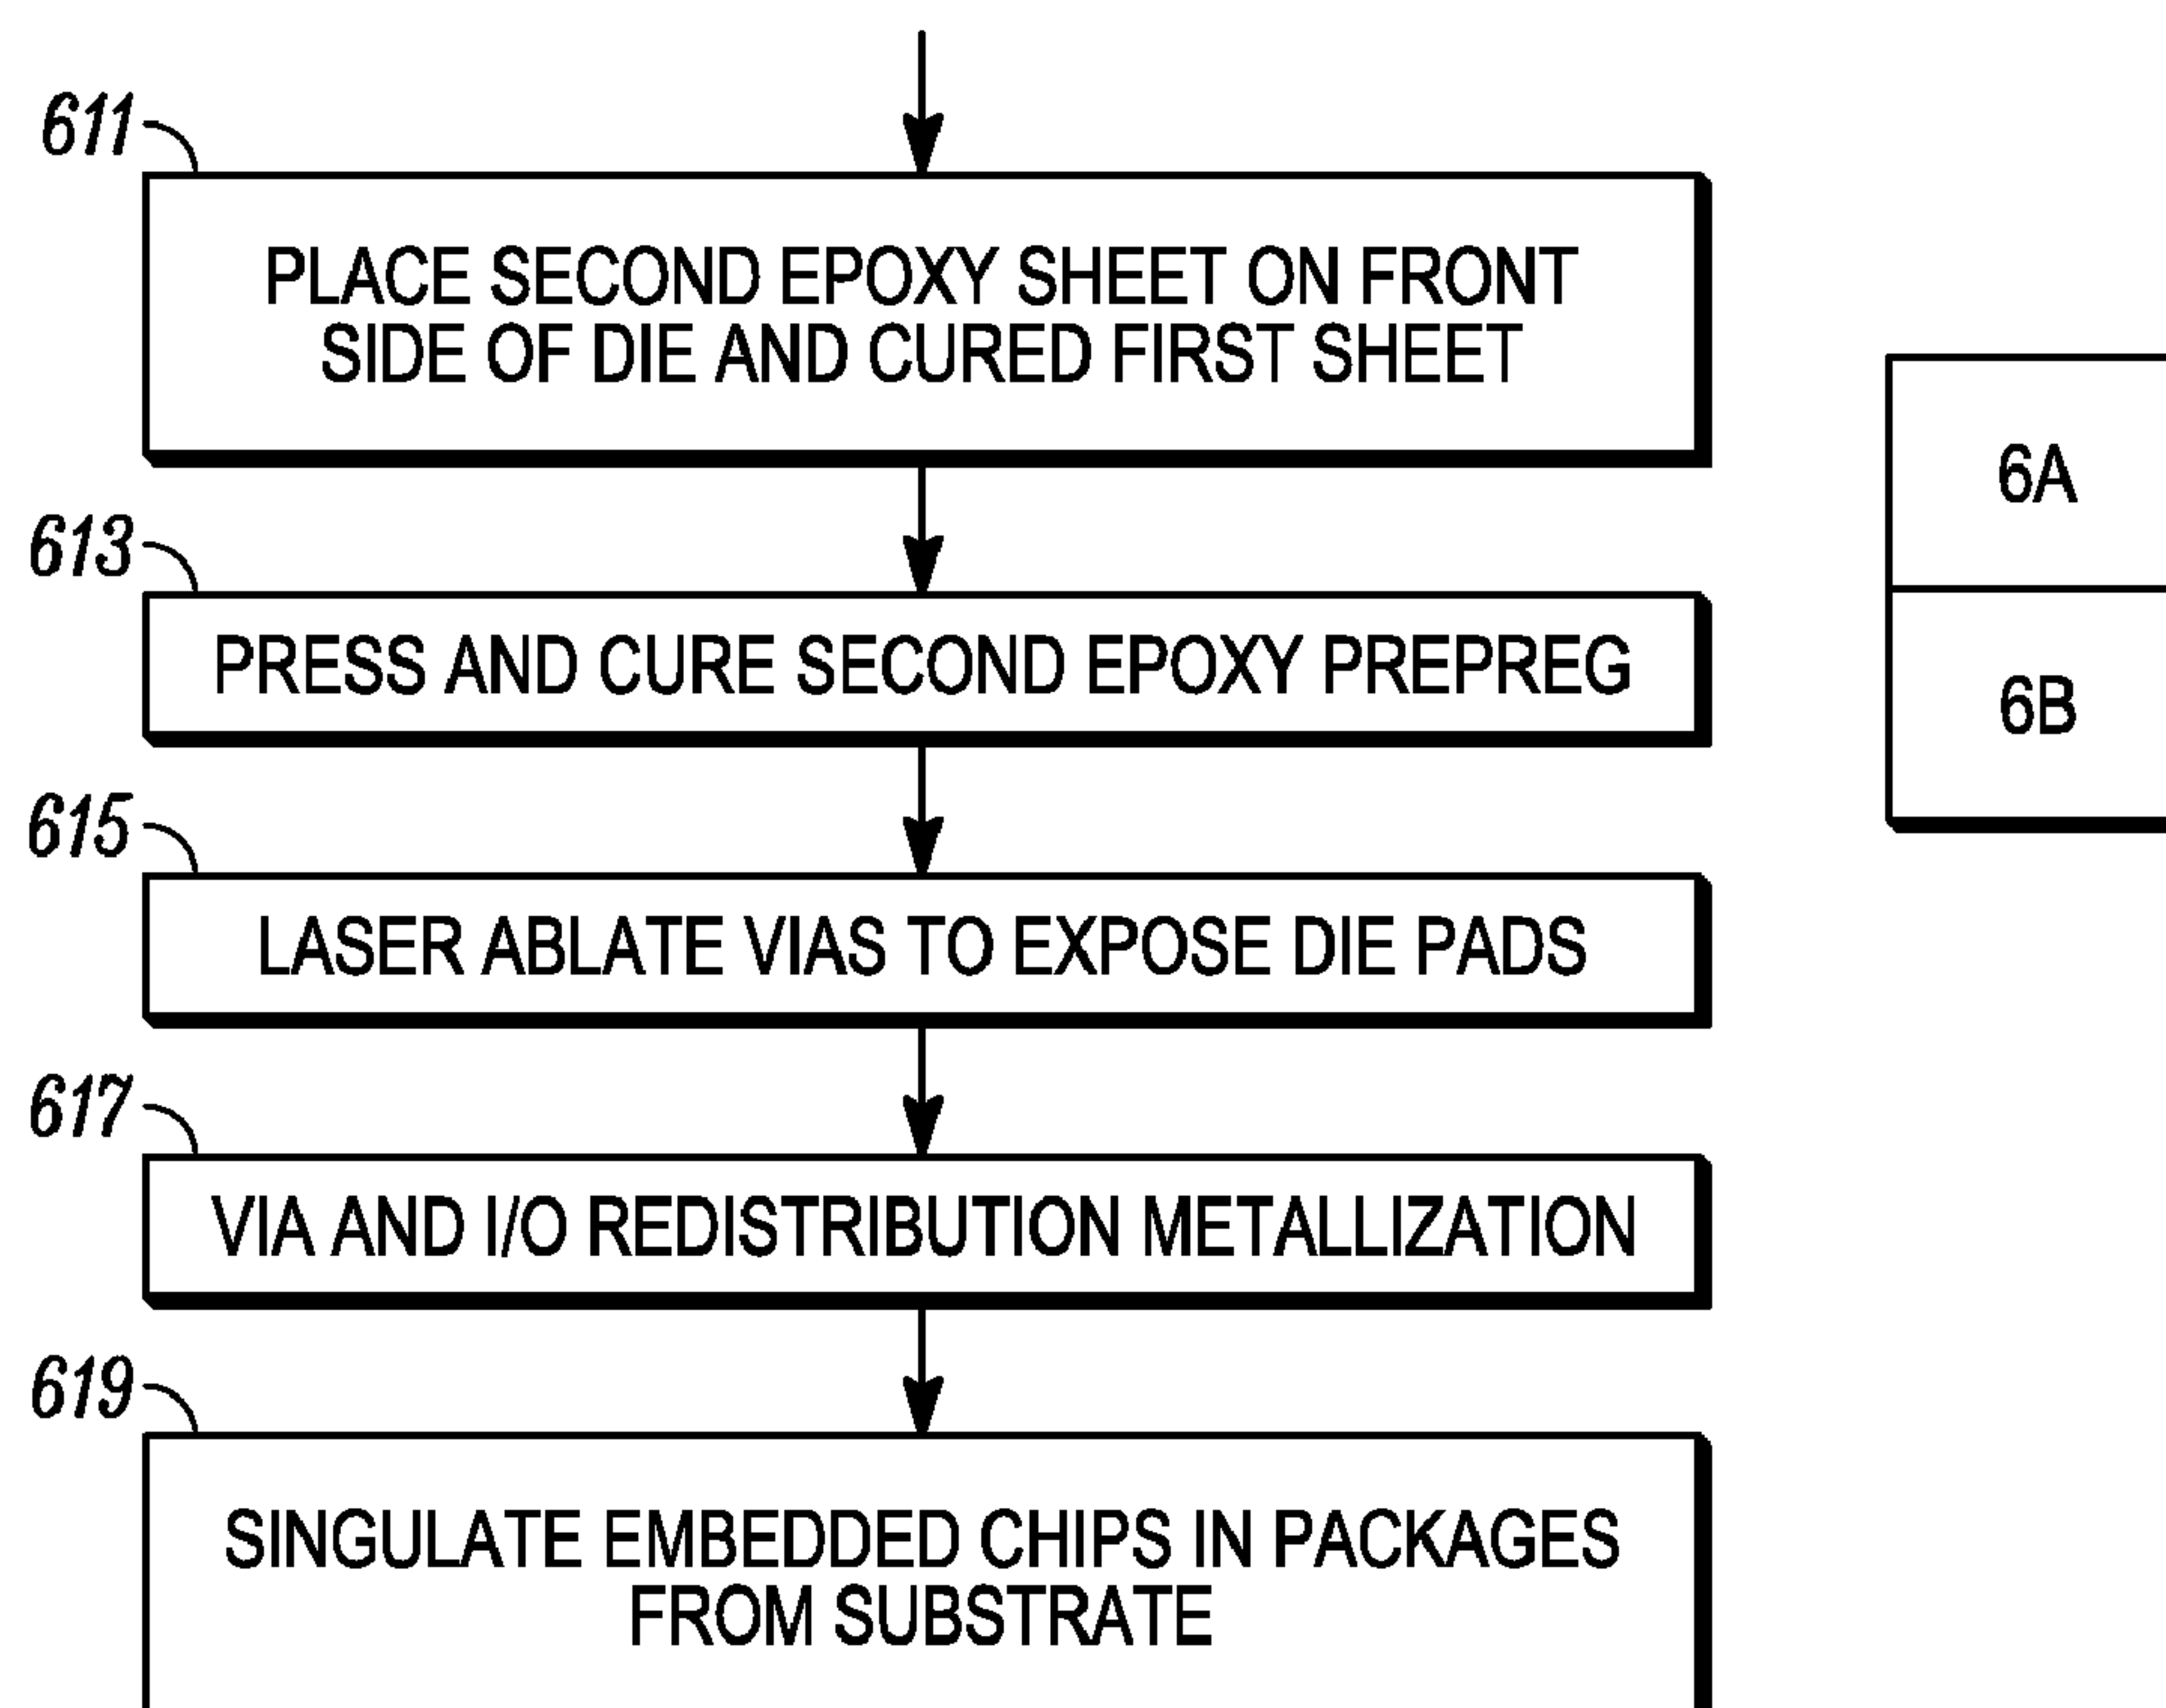 611
PLACE SECOND EPOXY SHEET ON FRONT
SIDE OF DIE AND CURED FIRST SHEET
613
PRESS AND CURE SECOND EPOXY PREPREG
615
LASER ABLATE VIAS TO EXPOSE DIE PADS
617
VIA AND I/O REDISTRIBUTION METALLIZATION
619
SINGULATE EMBEDDED CHIPS IN PACKAGES
FROM SUBSTRATE
6A
6B